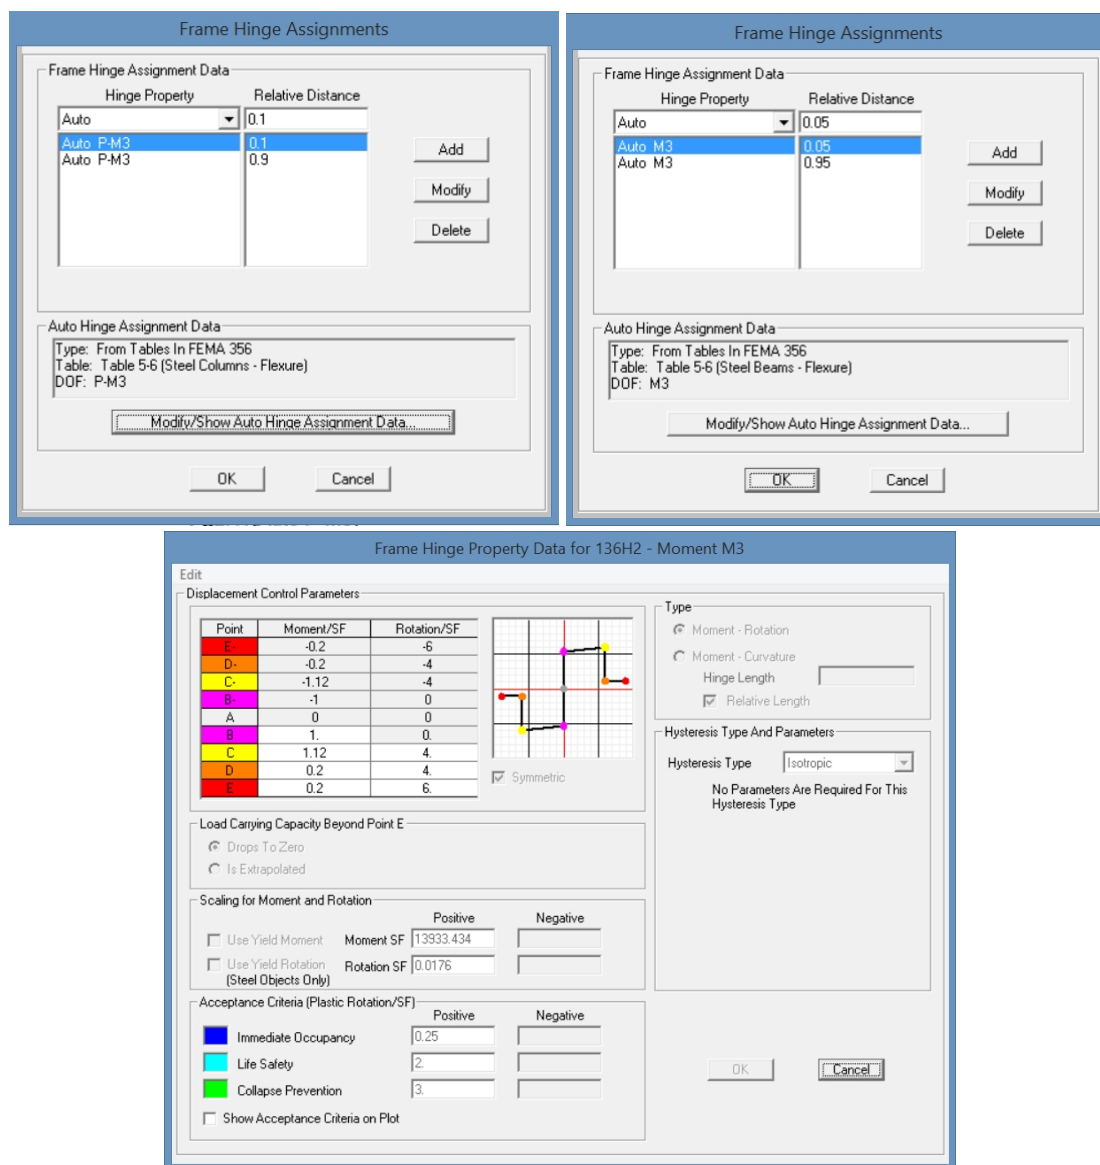 Frame Hinge Assignments
Frame Hinge Assignment Data
Hinge Property Relative Distance
Auto 0.1
Auto P-M3 0.1
Auto P-M3 0.9
Add
Modify
Delete
Auto Hinge Assignment Data
Type: From Tables In FEMA 356
Table: Table 5-6 (Steel Columns - Flexure)
DOF: P-M3
Modify/Show Auto Hinge Assignment Data...
OK Cancel
Frame Hinge Assignments
Frame Hinge Assignment Data
Hinge Property Relative Distance
Auto 0.05
Auto M3 0.05
Auto M3 0.95
Add
Modify
Delete
Auto Hinge Assignment Data
Type: From Tables In FEMA 356
Table: Table 5-6 (Steel Beams - Flexure)
DOF: M3
Modify/Show Auto Hinge Assignment Data...
OK Cancel
Frame Hinge Property Data for 136H2 - Moment M3
Edit
Displacement Control Parameters
Point Moment/SF Rotation/SF
E- -0.2 -6
D- -0.2 -4
C- -1.12 -4
B- -1 0
A 0 0
B 1. 0.
C 1.12 4.
D 0.2 4.
E 0.2 6.
Symmetric
Load Carrying Capacity Beyond Point E
Drops To Zero
Is Extrapolated
Scaling for Moment and Rotation
Positive Negative
Use Yield Moment Moment SF 13933.434
Use Yield Rotation Rotation SF 0.0176
(Steel Objects Only)
Acceptance Criteria (Plastic Rotation/SF)
Positive Negative
Immediate Occupancy 0.25
Life Safety 2.
Collapse Prevention 3.
Show Acceptance Criteria on Plot
Type
Moment - Rotation
Moment - Curvature
Hinge Length
Relative Length
Hysteresis Type And Parameters
Hysteresis Type Isotropic
No Parameters Are Required For This
Hysteresis Type
OK Cancel